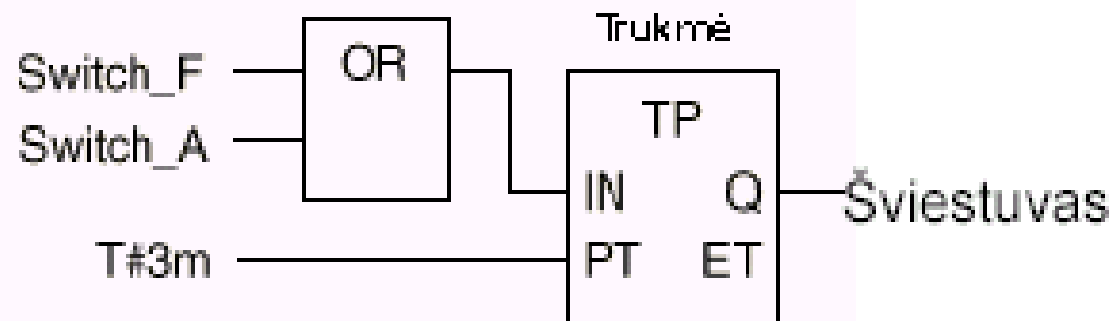 Trukmė
Switch_F
OR
TP
Switch_A
IN Q Šviestuvas
T#3m PT ET